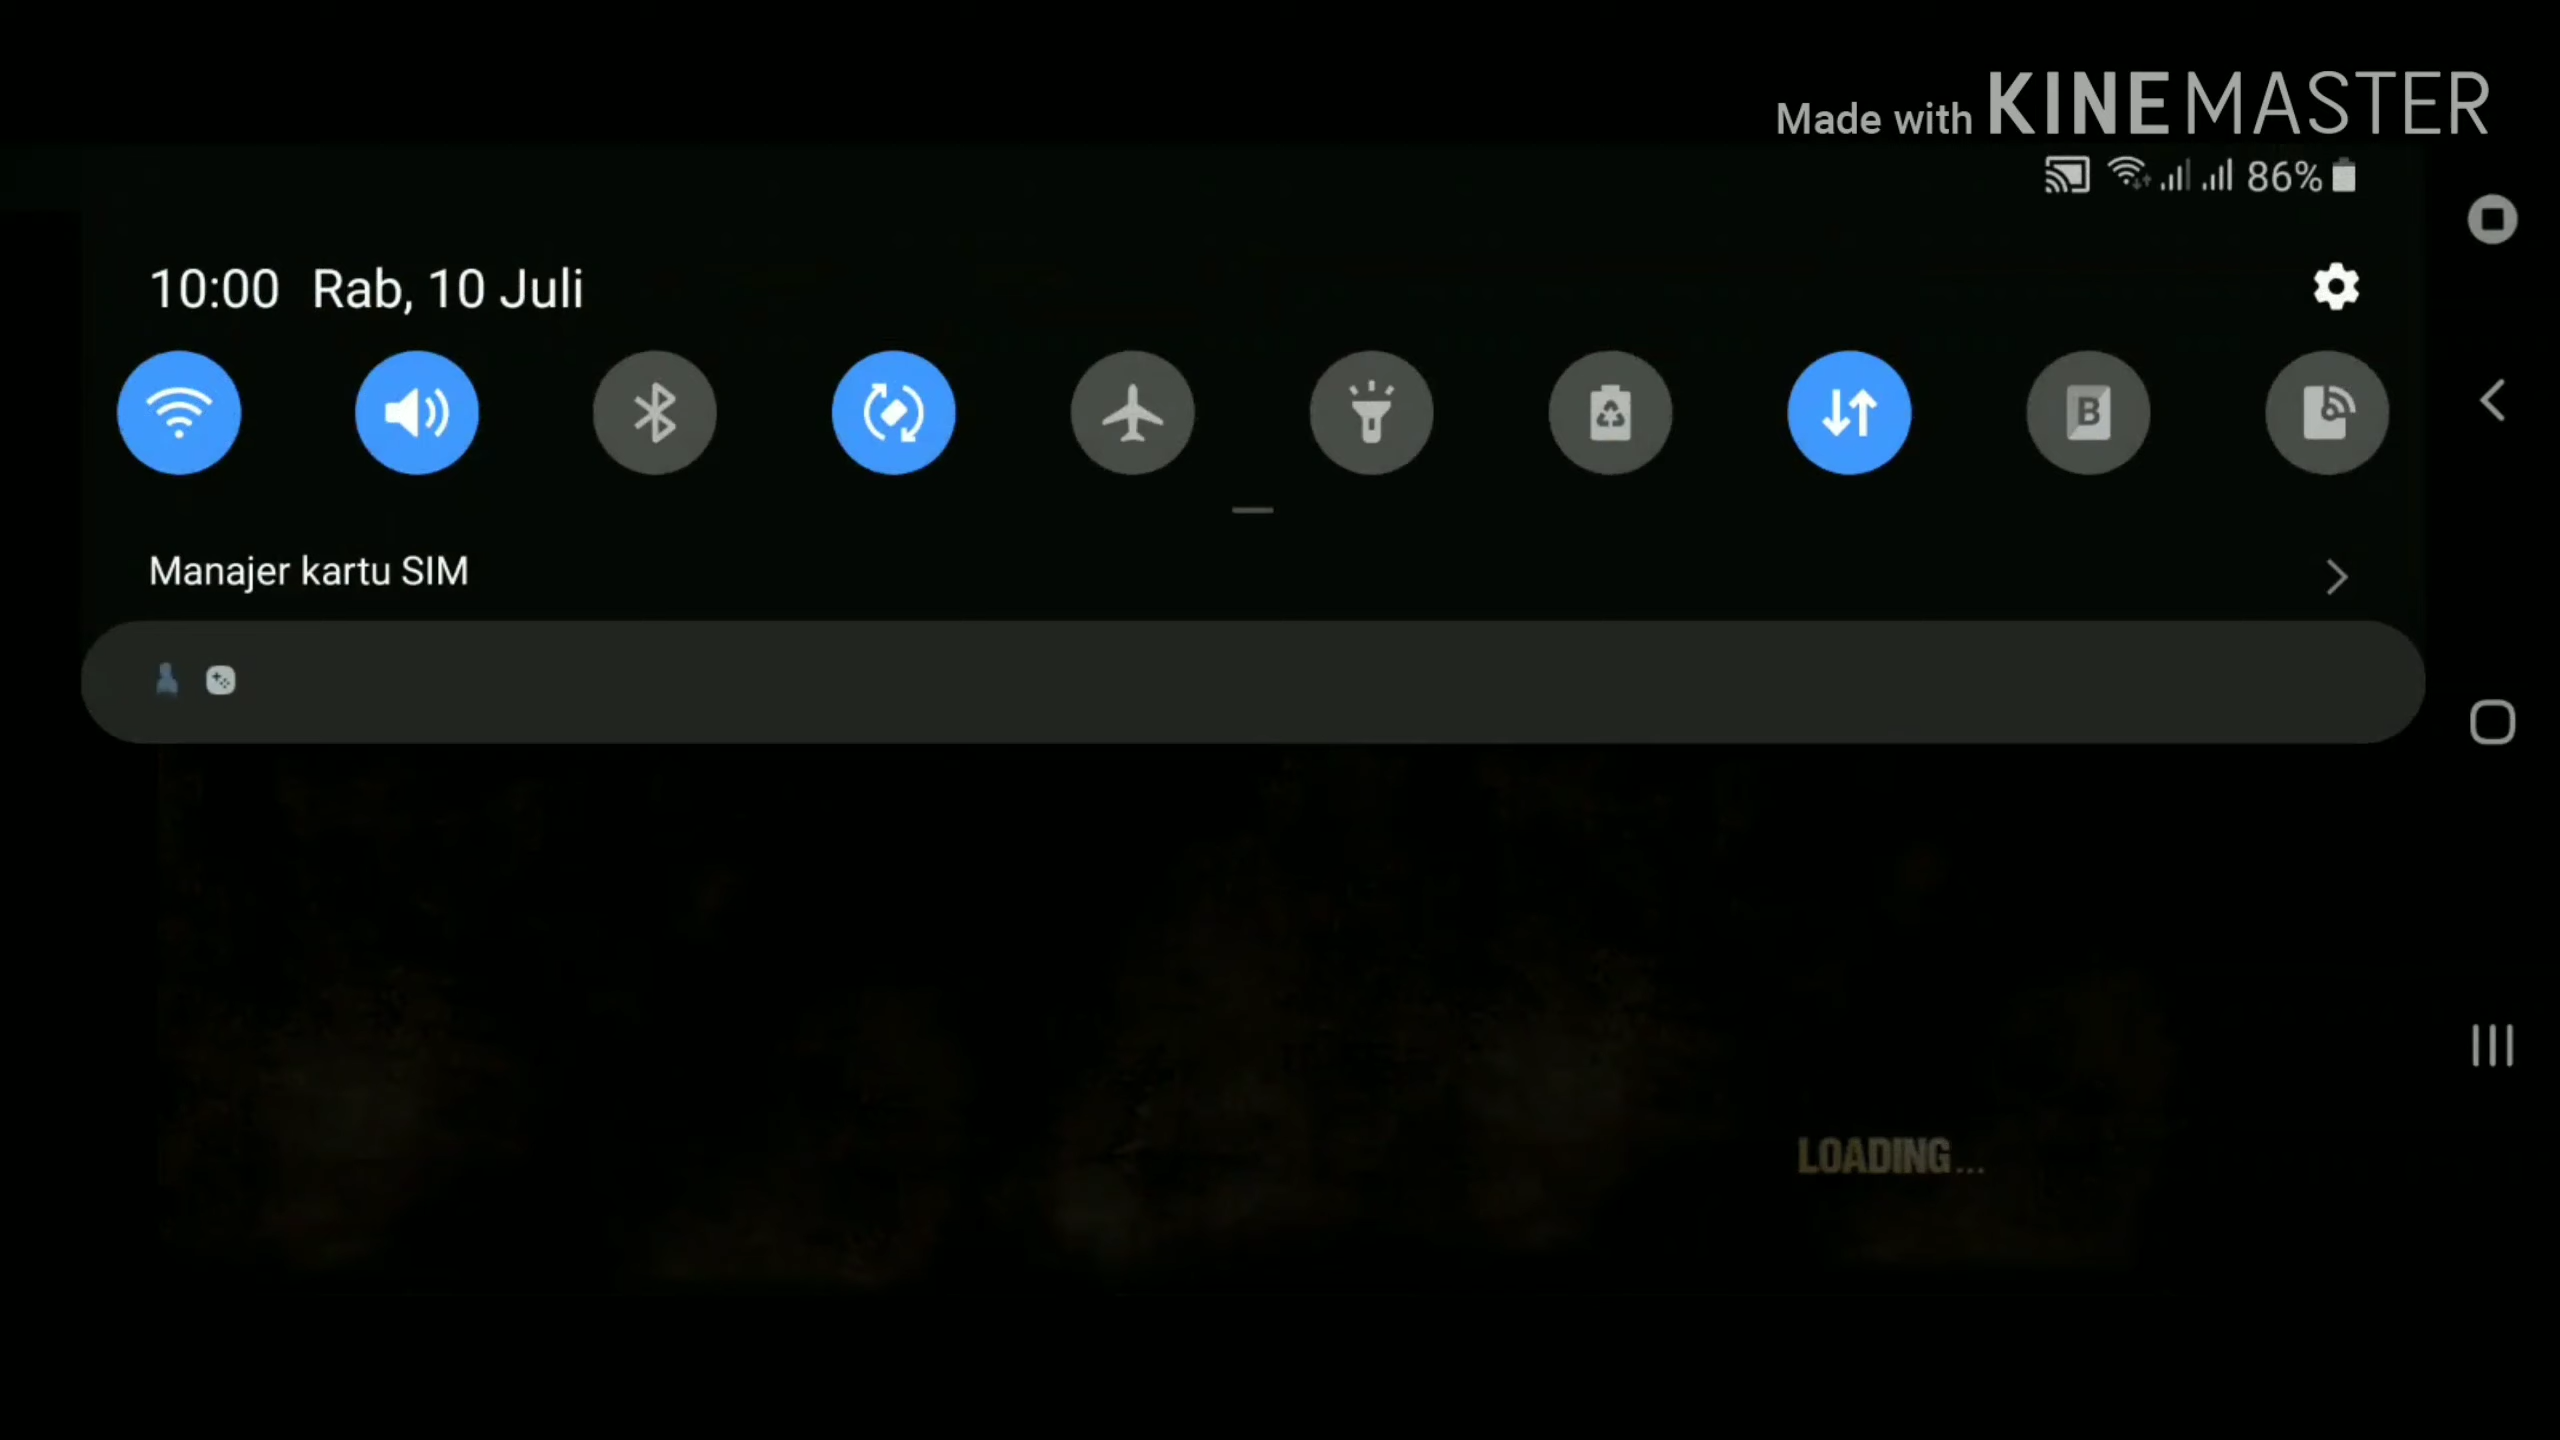 Made with KINEMASTER
86%
10:00 Rab, 10 Juli
B
Manajer kartu SIM
LOADING...